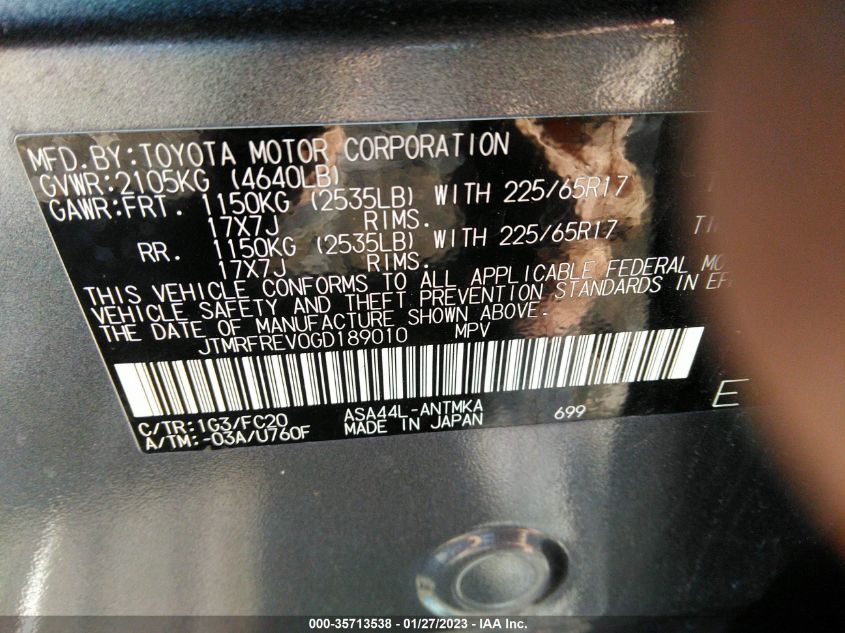 MFD.BY:TOYOTA MOTOR CORPORATION
GVWR:2105KG (4640LB)
GAWR:FRT. 1150KG (2535LB) WITH 225/65R17
17X7J RIMS.
RR. 1150KG (2535LB) WITH 225/65R17
17X7J RIMS.
THIS VEHICLE CONFORMS TO ALL APPLICABLE FEDERAL
VEHICLE SAFETY AND THEFT PREVENTION STANDARDS IN
THE DATE OF MANUFACTURE SHOWN ABOVE.
JTMRFREV0GD189010 MPV
C/TR:1G3/FC20 ASA44L-ANTMKA 699 E
A/TM:-03A/U760F MADE IN JAPAN
000-35713538 - 01/27/2023 - IAA Inc.